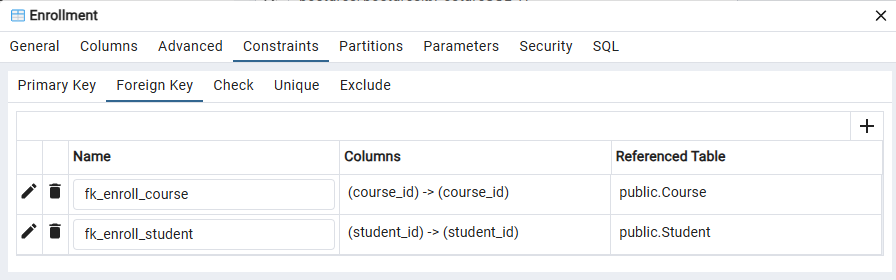 Enrollment
General Columns Advanced Constraints Partitions Parameters Security SQL
Primary Key Foreign Key Check Unique Exclude
Name Columns Referenced Table
fk_enroll_course (course_id) -> (course_id) public.Course
fk_enroll_student (student_id) -> (student_id) public.Student